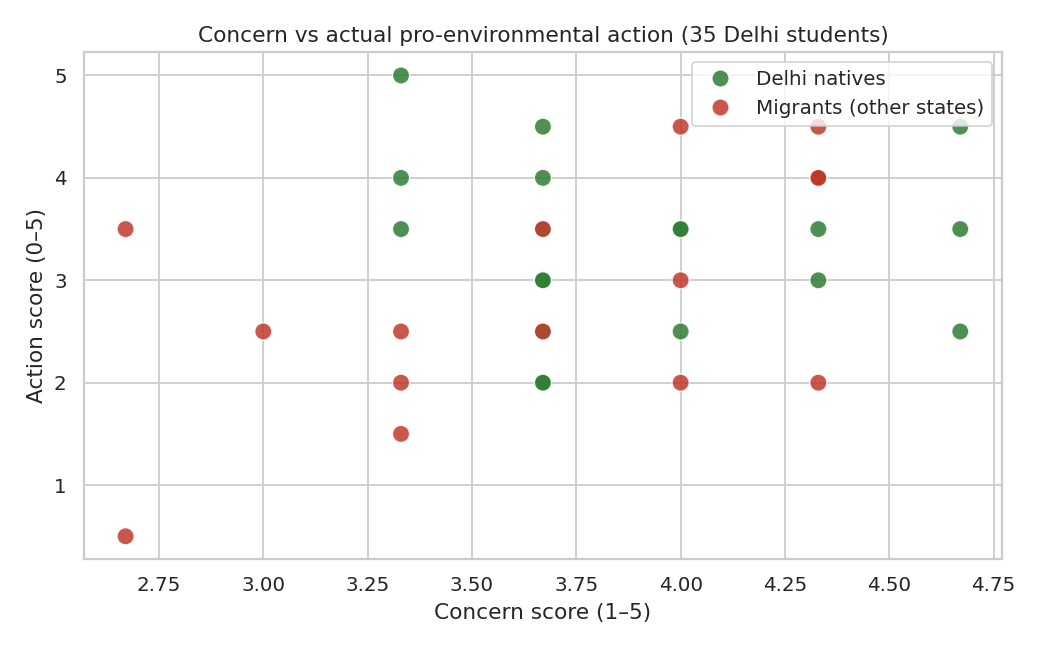 Concern vs actual pro-environmental action (35 Delhi students)
Delhi natives
Migrants (other states)
Action score (0–5)
5
4
3
2
1
2.75 3.00 3.25 3.50 3.75 4.00 4.25 4.50 4.75
Concern score (1–5)